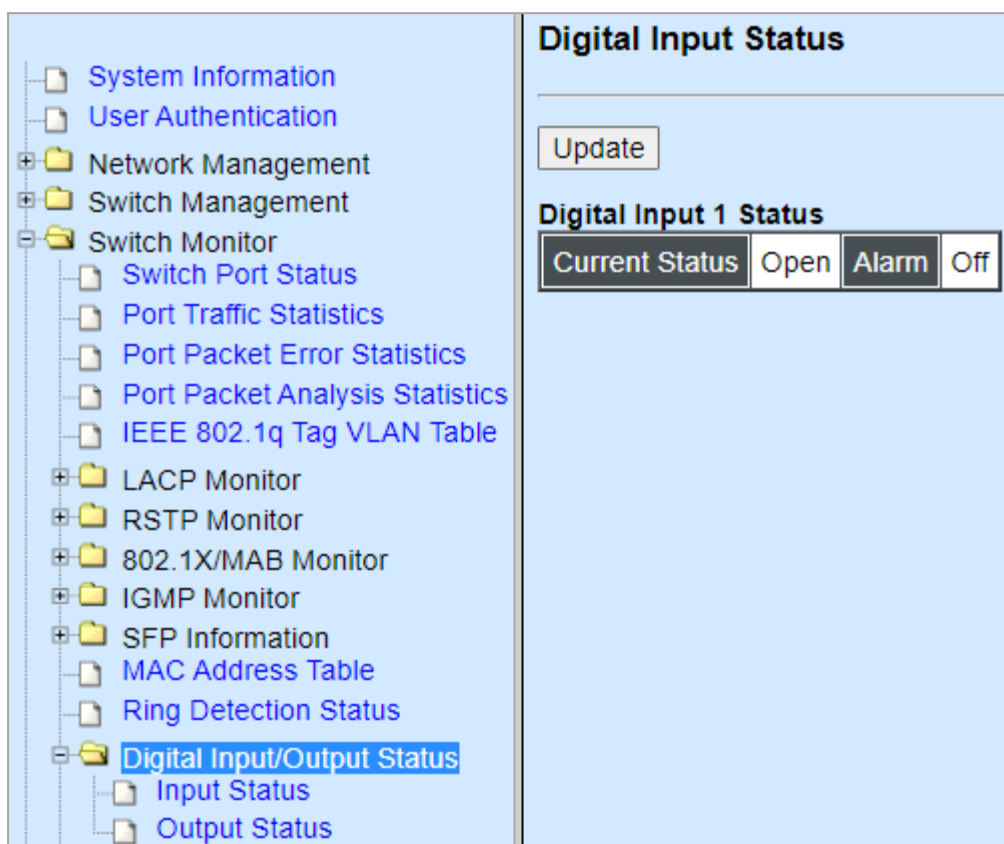 System Information
User Authentication
Network Management
Switch Management
Switch Monitor
Switch Port Status
Port Traffic Statistics
Port Packet Error Statistics
Port Packet Analysis Statistics
IEEE 802.1q Tag VLAN Table
LACP Monitor
RSTP Monitor
802.1X/MAB Monitor
IGMP Monitor
SFP Information
MAC Address Table
Ring Detection Status
Digital Input/Output Status
Input Status
Output Status
Digital Input Status
Update
Digital Input 1 Status
Current Status Open Alarm Off